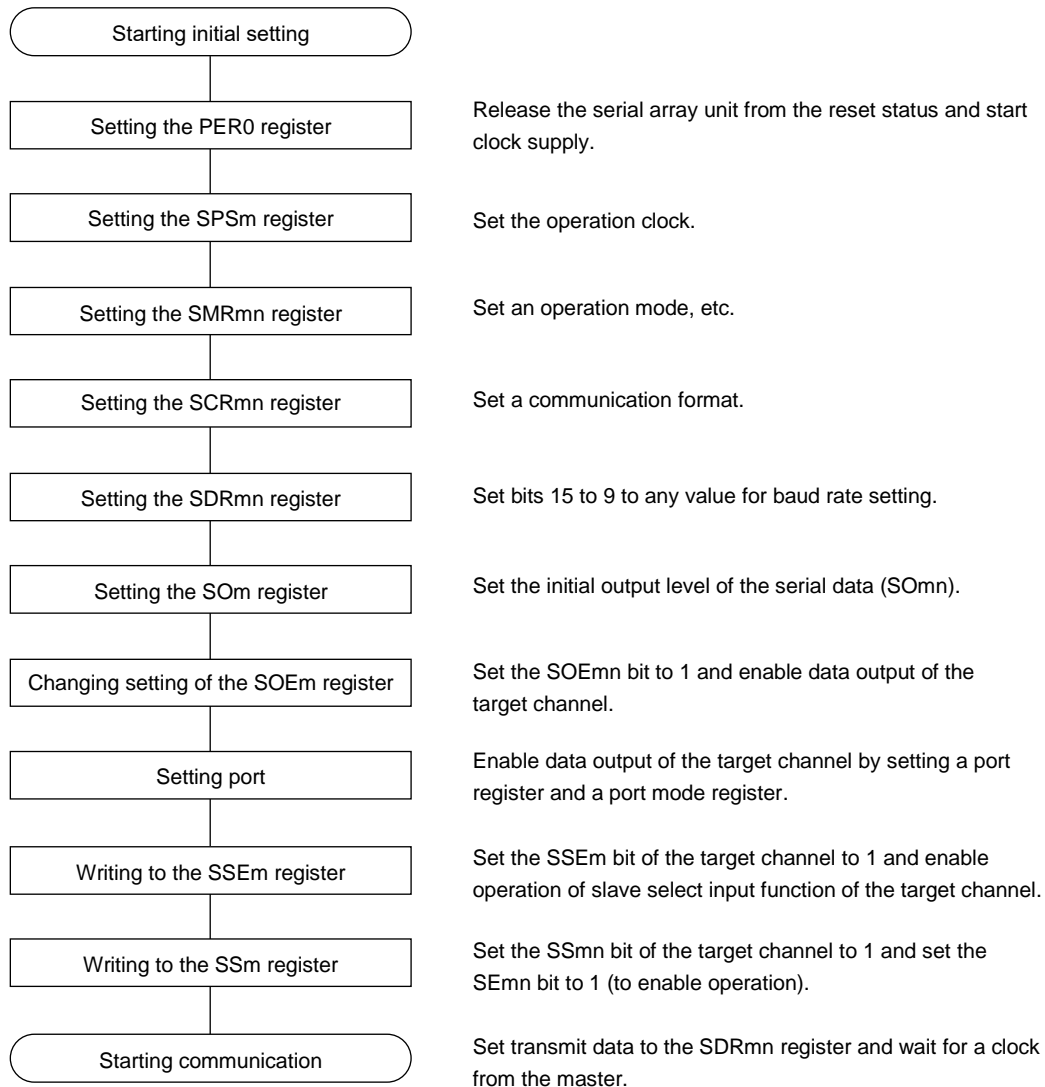 Starting initial setting
Setting the PER0 register
Release the serial array unit from the reset status and start
clock supply.
Setting the SPSm register
Set the operation clock.
Setting the SMRmn register
Set an operation mode, etc.
Setting the SCRmn register
Set a communication format.
Setting the SDRmn register
Set bits 15 to 9 to any value for baud rate setting.
Setting the SOm register
Set the initial output level of the serial data (SOmn).
Changing setting of the SOEm register
Set the SOEmn bit to 1 and enable data output of the
target channel.
Setting port
Enable data output of the target channel by setting a port
register and a port mode register.
Writing to the SSEm register
Set the SSEm bit of the target channel to 1 and enable
operation of slave select input function of the target channel.
Writing to the SSm register
Set the SSmn bit of the target channel to 1 and set the
SEmn bit to 1 (to enable operation).
Starting communication
Set transmit data to the SDRmn register and wait for a clock
from the master.